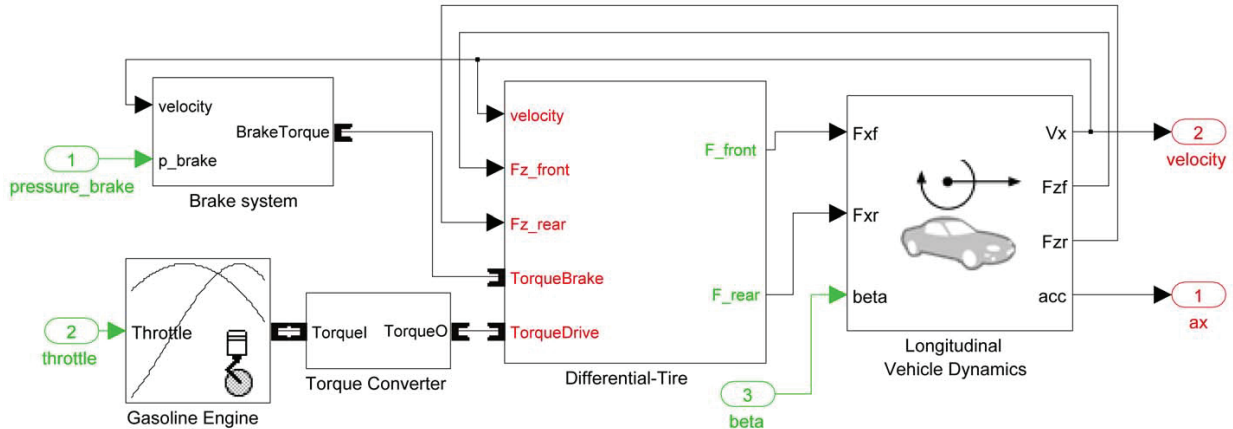 velocity
BrakeTorque
p_brake
1
pressure_brake
Brake system
velocity
Fz_front
Fz_rear
TorqueBrake
TorqueDrive
F_front
F_rear
Differential-Tire
Fxf
Fxr
beta
Vx
Fzf
Fzr
acc
Longitudinal
Vehicle Dynamics
2
velocity
1
ax
3
beta
2
throttle
Throttle
Gasoline Engine
TorqueI
TorqueO
Torque Converter